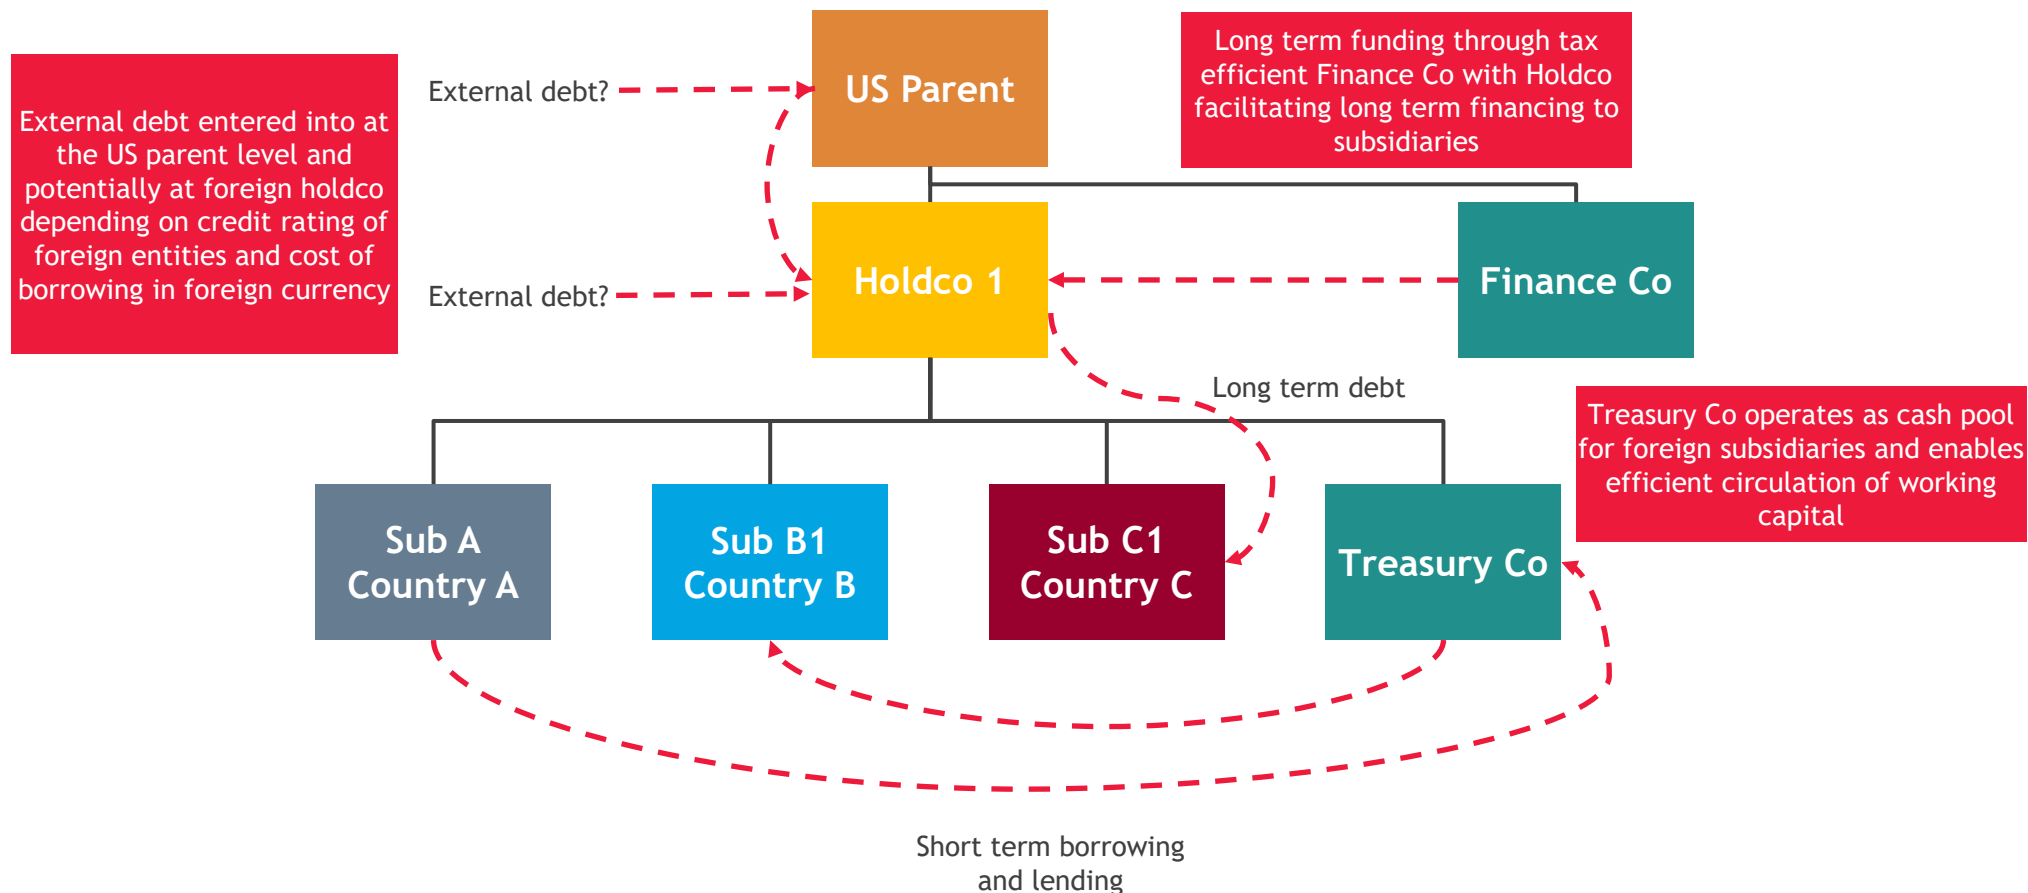 US Parent
Long term funding through tax
efficient Finance Co with Holdco
facilitating long term financing to
subsidiaries
External debt?
External debt entered into at
the US parent level and
potentially at foreign holdco
depending on credit rating of
foreign entities and cost of
borrowing in foreign currency
External debt?
Holdco 1
Finance Co
Long term debt
Treasury Co operates as cash pool
for foreign subsidiaries and enables
efficient circulation of working
capital
Sub A
Country A
Sub B1
Country B
Sub C1
Country C
Treasury Co
Short term borrowing
and lending